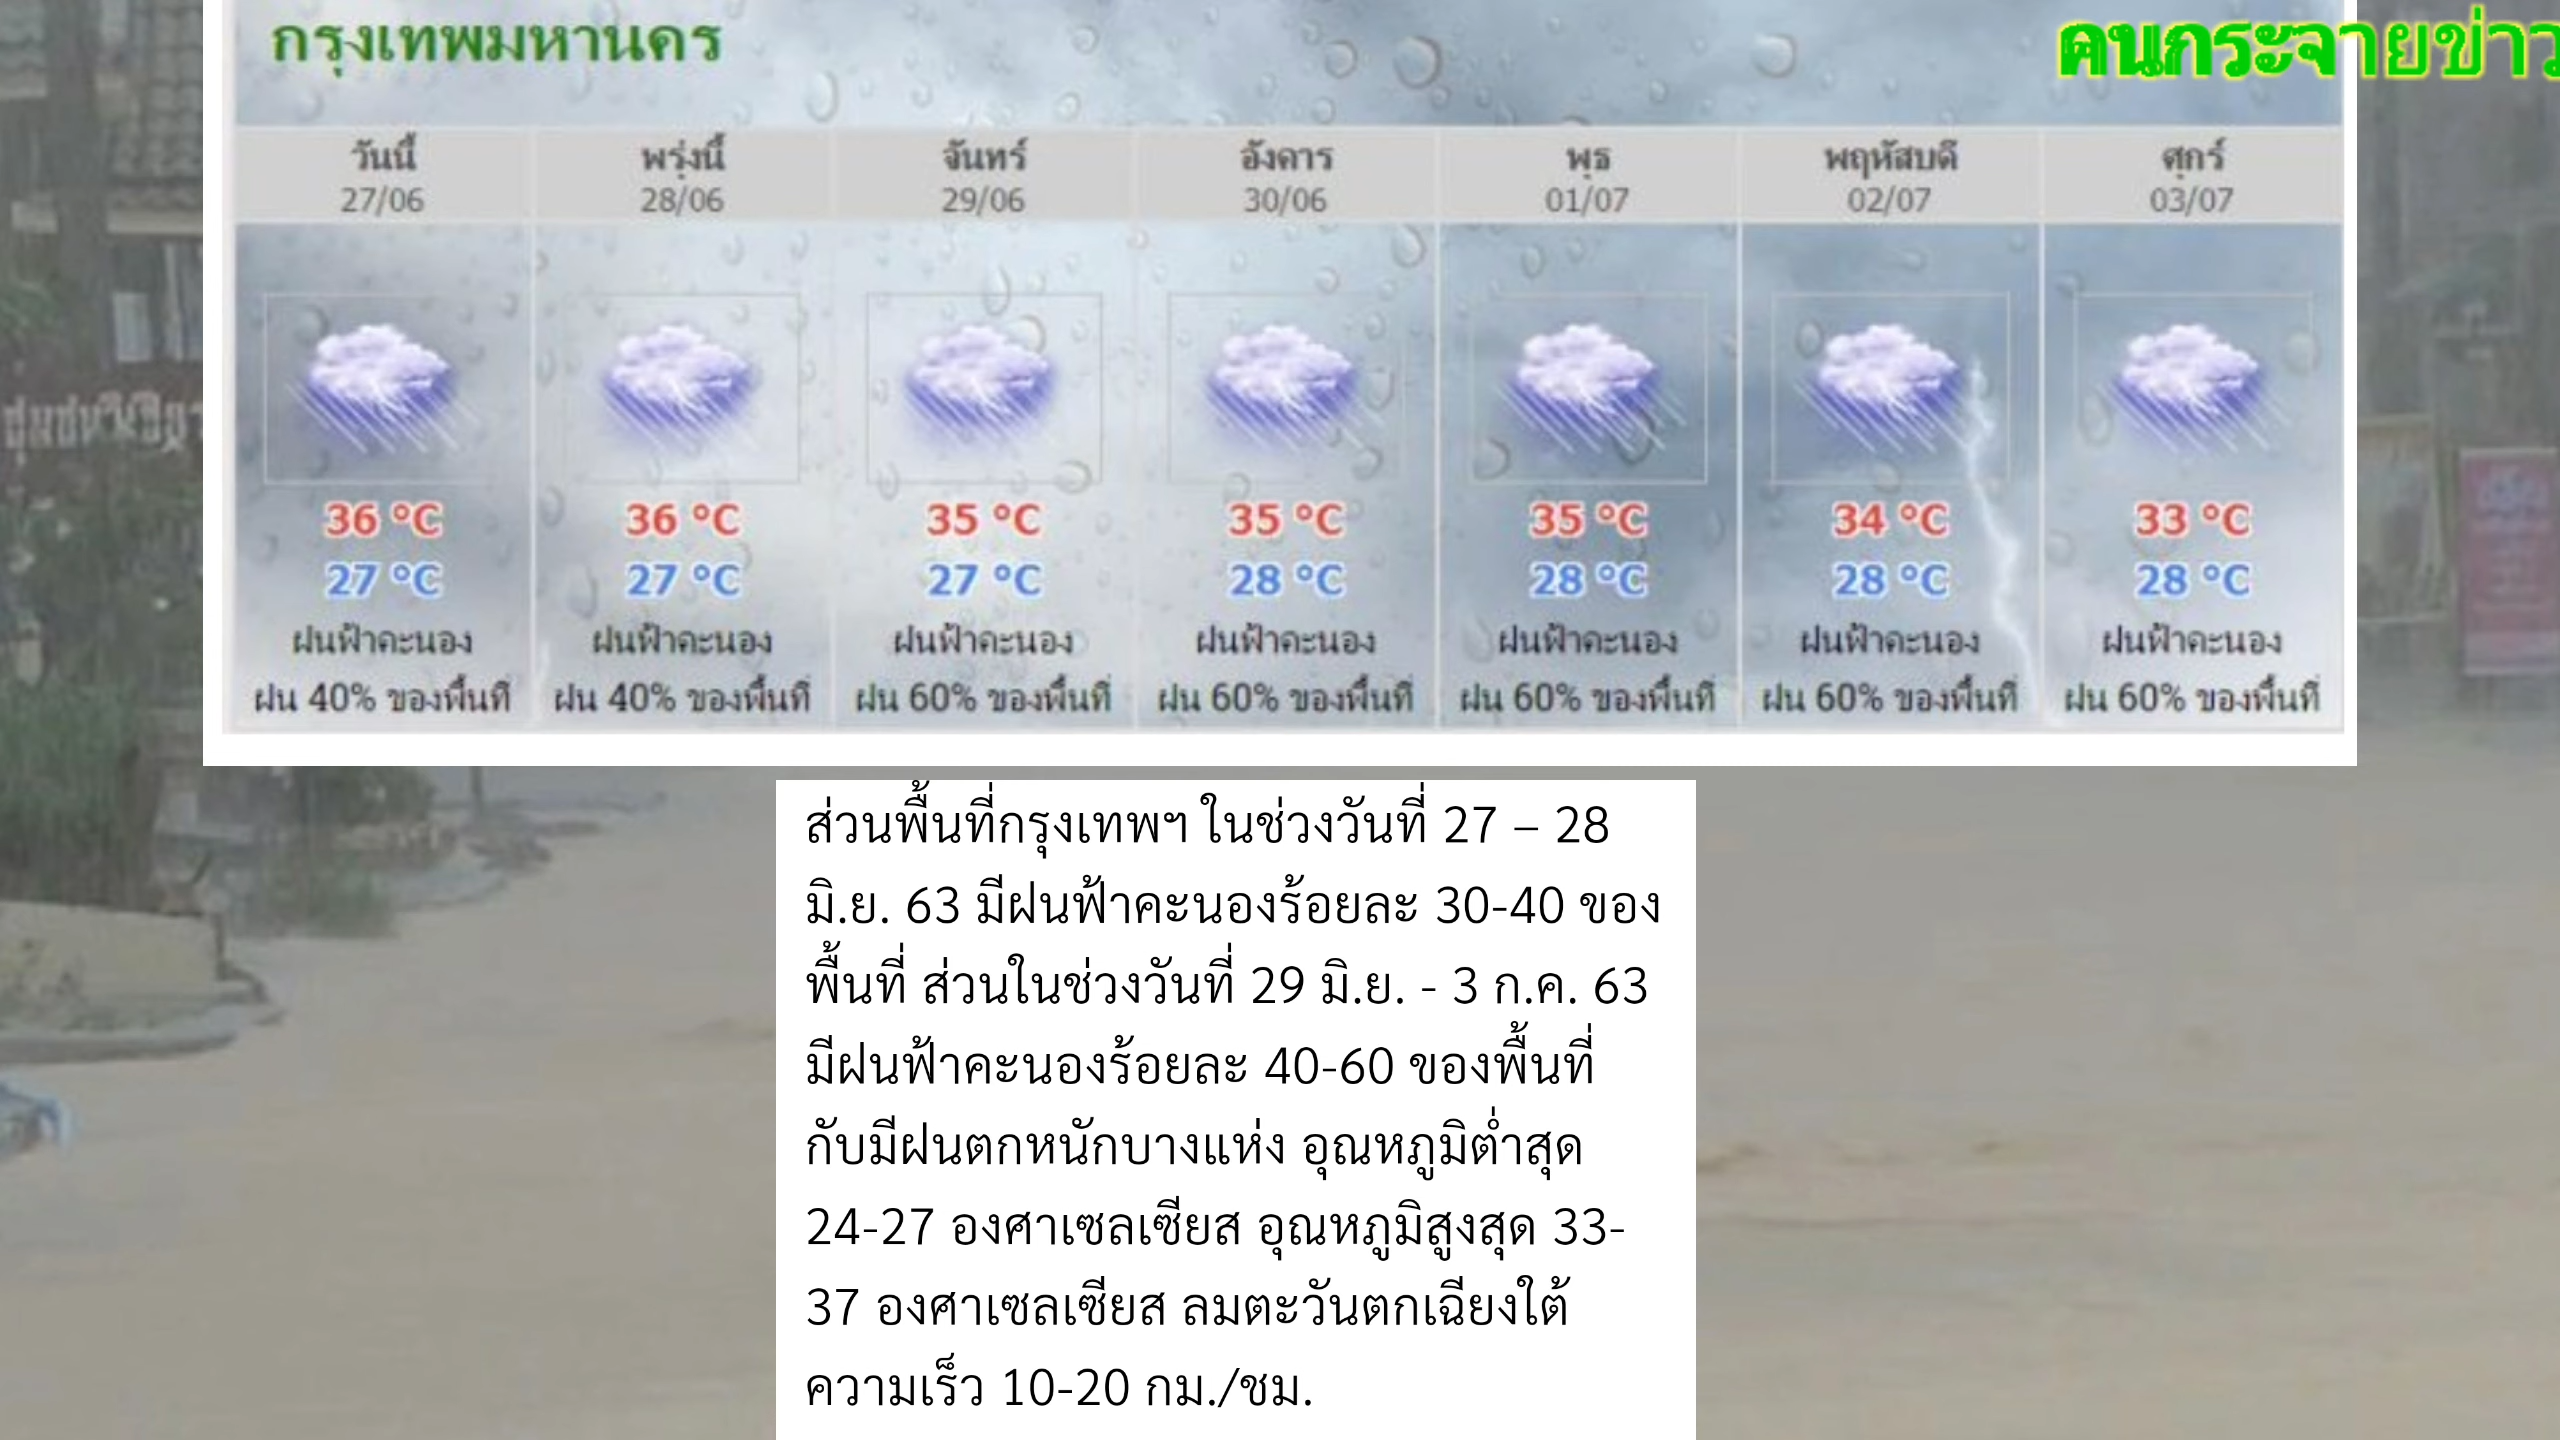 กรุงเทพมหานคร
คนกระจายข่าว
วันนี้ พรุ่งนี้ จันทร์ อังคาร พุธ พฤหัสบดี ศุกร์
27/06 28/06 29/06 30/06 01/07 02/07 03/07
36 °C 36 °C 35 °C 35 °C 35 °C 34 °C 33 °C
27 °C 27 °C 27 °C 28 °C 28 °C 28 °C 28 °C
ฝนฟ้าคะนอง ฝนฟ้าคะนอง ฝนฟ้าคะนอง ฝนฟ้าคะนอง ฝนฟ้าคะนอง ฝนฟ้าคะนอง ฝนฟ้าคะนอง
ฝน 40% ของพื้นที่ ฝน 40% ของพื้นที่ ฝน 60% ของพื้นที่ ฝน 60% ของพื้นที่ ฝน 60% ของพื้นที่ ฝน 60% ของพื้นที่ ฝน 60% ของพื้นที่
ส่วนพื้นที่กรุงเทพฯ ในช่วงวันที่ 27 – 28
มิ.ย. 63 มีฝนฟ้าคะนองร้อยละ 30-40 ของ
พื้นที่ ส่วนในช่วงวันที่ 29 มิ.ย. - 3 ก.ค. 63
มีฝนฟ้าคะนองร้อยละ 40-60 ของพื้นที่
กับมีฝนตกหนักบางแห่ง อุณหภูมิต่ำสุด
24-27 องศาเซลเซียส อุณหภูมิสูงสุด 33-
37 องศาเซลเซียส ลมตะวันตกเฉียงใต้
ความเร็ว 10-20 กม./ชม.